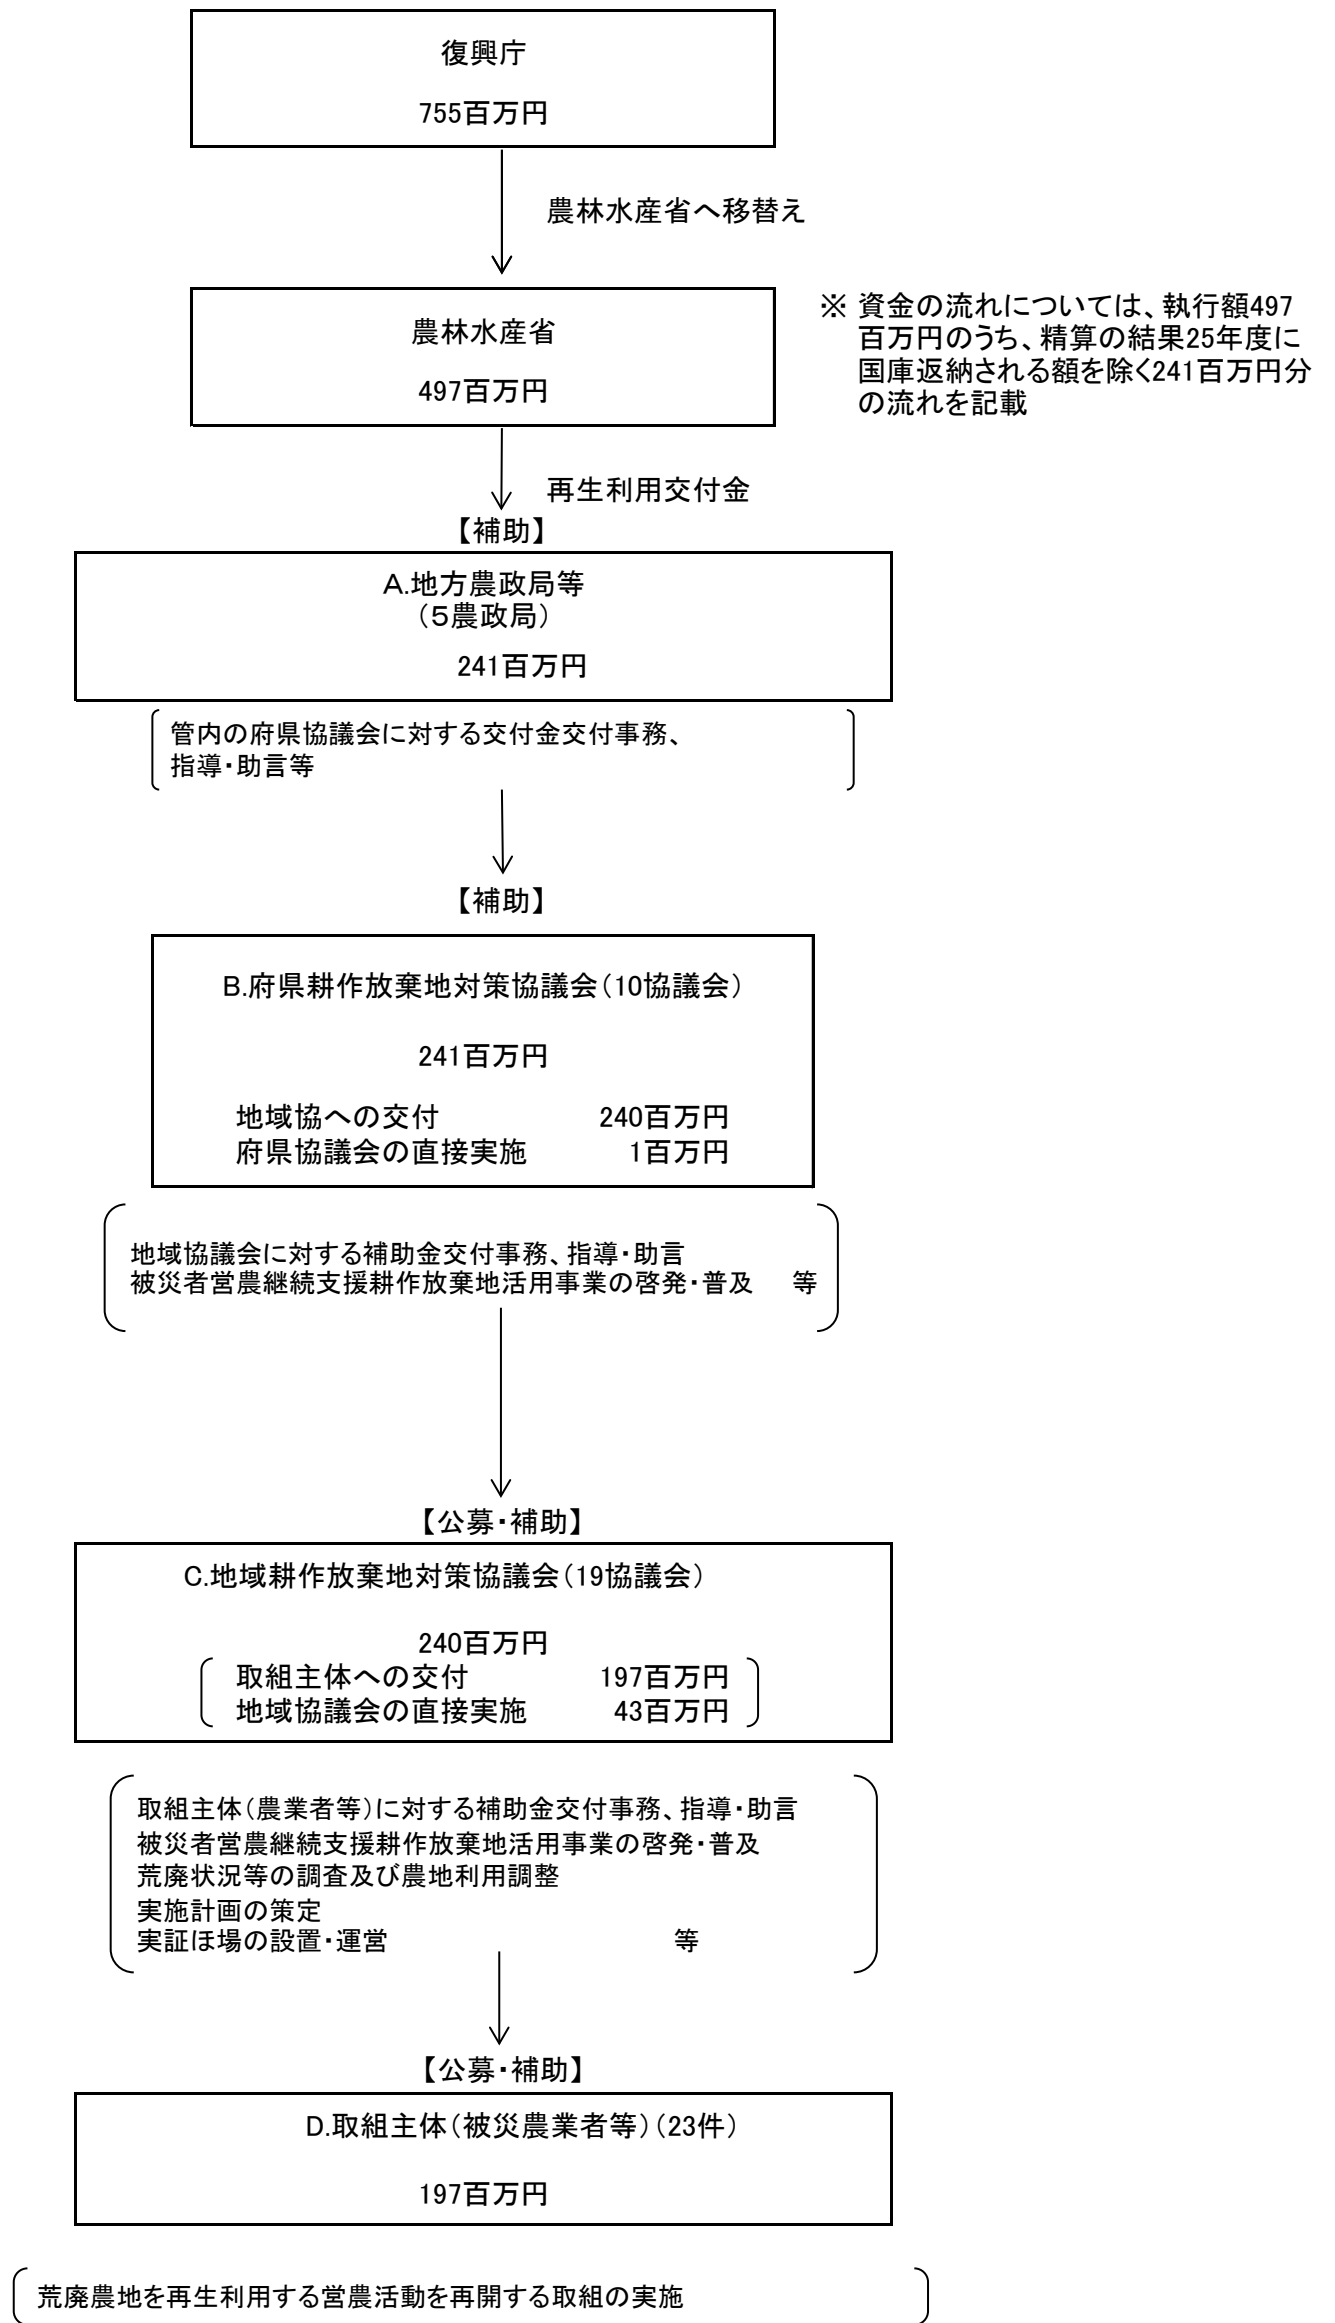 復興庁
755百万円
農林水産省へ移替え
農林水産省
497百万円
※ 資金の流れについては、執行額497
百万円のうち、精算の結果25年度に
国庫返納される額を除く241百万円分
の流れを記載
再生利用交付金
【補助】
A.地方農政局等
（５農政局）
241百万円
管内の府県協議会に対する交付金交付事務、
指導・助言等
【補助】
B.府県耕作放棄地対策協議会（10協議会）
241百万円
地域協への交付 240百万円
府県協議会の直接実施 1百万円
地域協議会に対する補助金交付事務、指導・助言
被災者営農継続支援耕作放棄地活用事業の啓発・普及 等
【公募・補助】
C.地域耕作放棄地対策協議会（19協議会）
240百万円
取組主体への交付 197百万円
地域協議会の直接実施 43百万円
取組主体（農業者等）に対する補助金交付事務、指導・助言
被災者営農継続支援耕作放棄地活用事業の啓発・普及
荒廃状況等の調査及び農地利用調整
実施計画の策定
実証ほ場の設置・運営 等
【公募・補助】
D.取組主体（被災農業者等）（23件）
197百万円
荒廃農地を再生利用する営農活動を再開する取組の実施